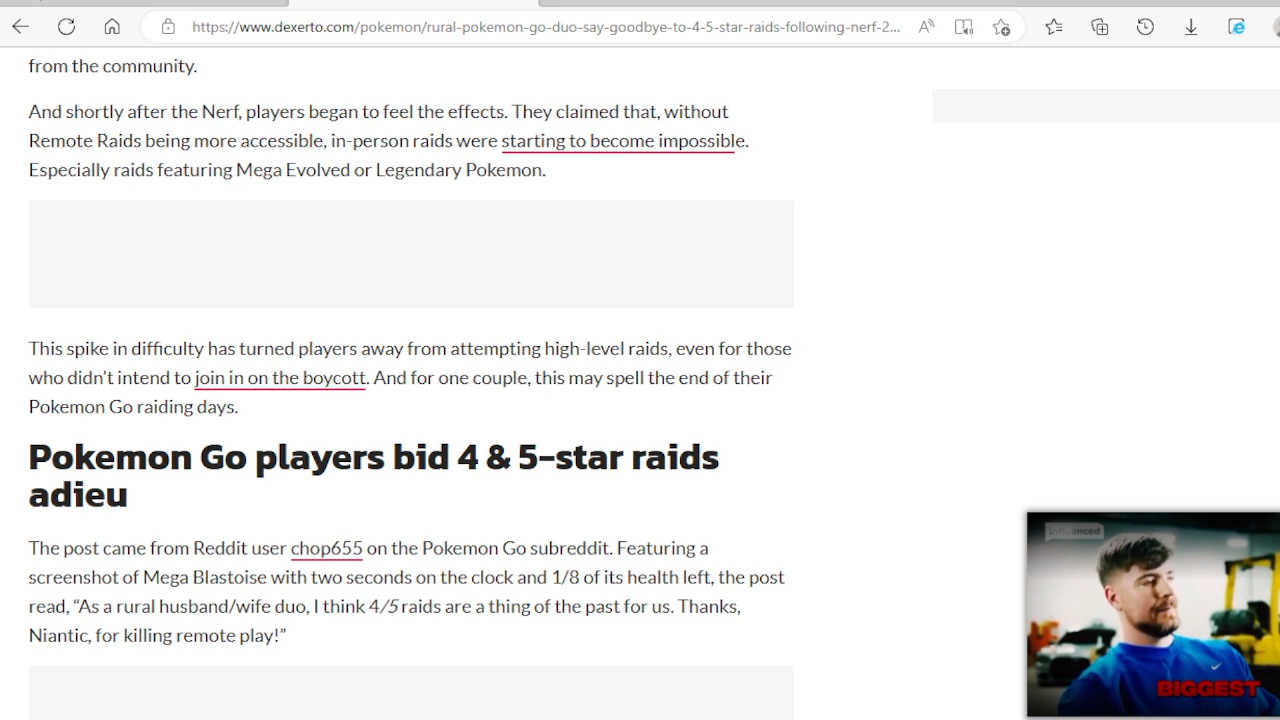 https://www.dexerto.com/pokemon/rural-pokemon-go-duo-say-goodbye-to-4-5-star-raids-following-nerf-2...
from the community.
And shortly after the Nerf, players began to feel the effects. They claimed that, without
Remote Raids being more accessible, in-person raids were starting to become impossible.
Especially raids featuring Mega Evolved or Legendary Pokemon.
This spike in difficulty has turned players away from attempting high-level raids, even for those
who didn’t intend to join in on the boycott. And for one couple, this may spell the end of their
Pokemon Go raiding days.
Pokemon Go players bid 4 & 5-star raids
adieu
The post came from Reddit user chop655 on the Pokemon Go subreddit. Featuring a
screenshot of Mega Blastoise with two seconds on the clock and 1/8 of its health left, the post
read, “As a rural husband/wife duo, I think 4/5 raids are a thing of the past for us. Thanks,
Niantic, for killing remote play!”
Influenced
BIGGEST